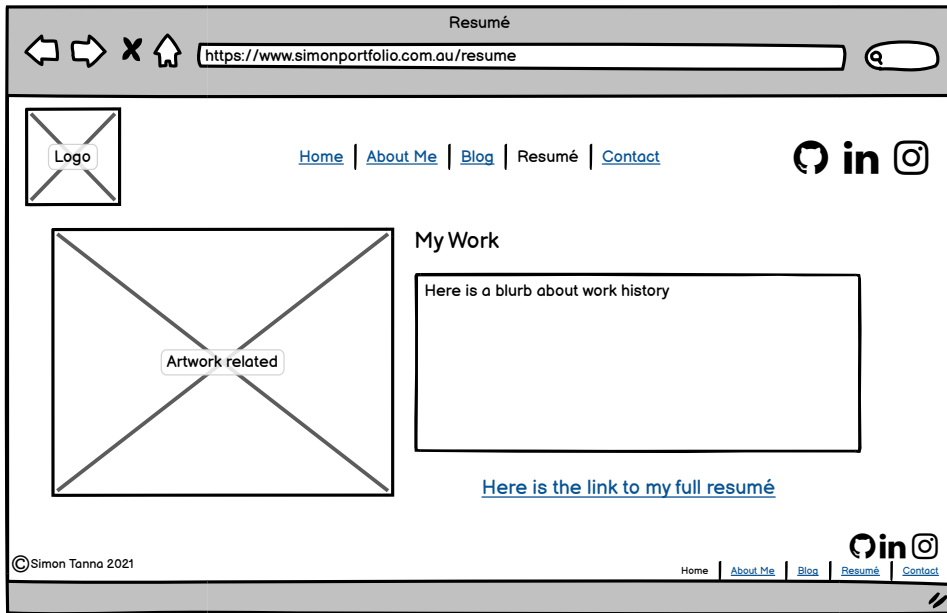 Resumé
https://www.simonportfolio.com.au/resume
Logo
Home | About Me | Blog | Resumé | Contact
in
My Work
Here is a blurb about work history
Artwork related
Here is the link to my full resumé
in
©Simon Tanna 2021
Home | About Me | Blog | Resumé | Contact